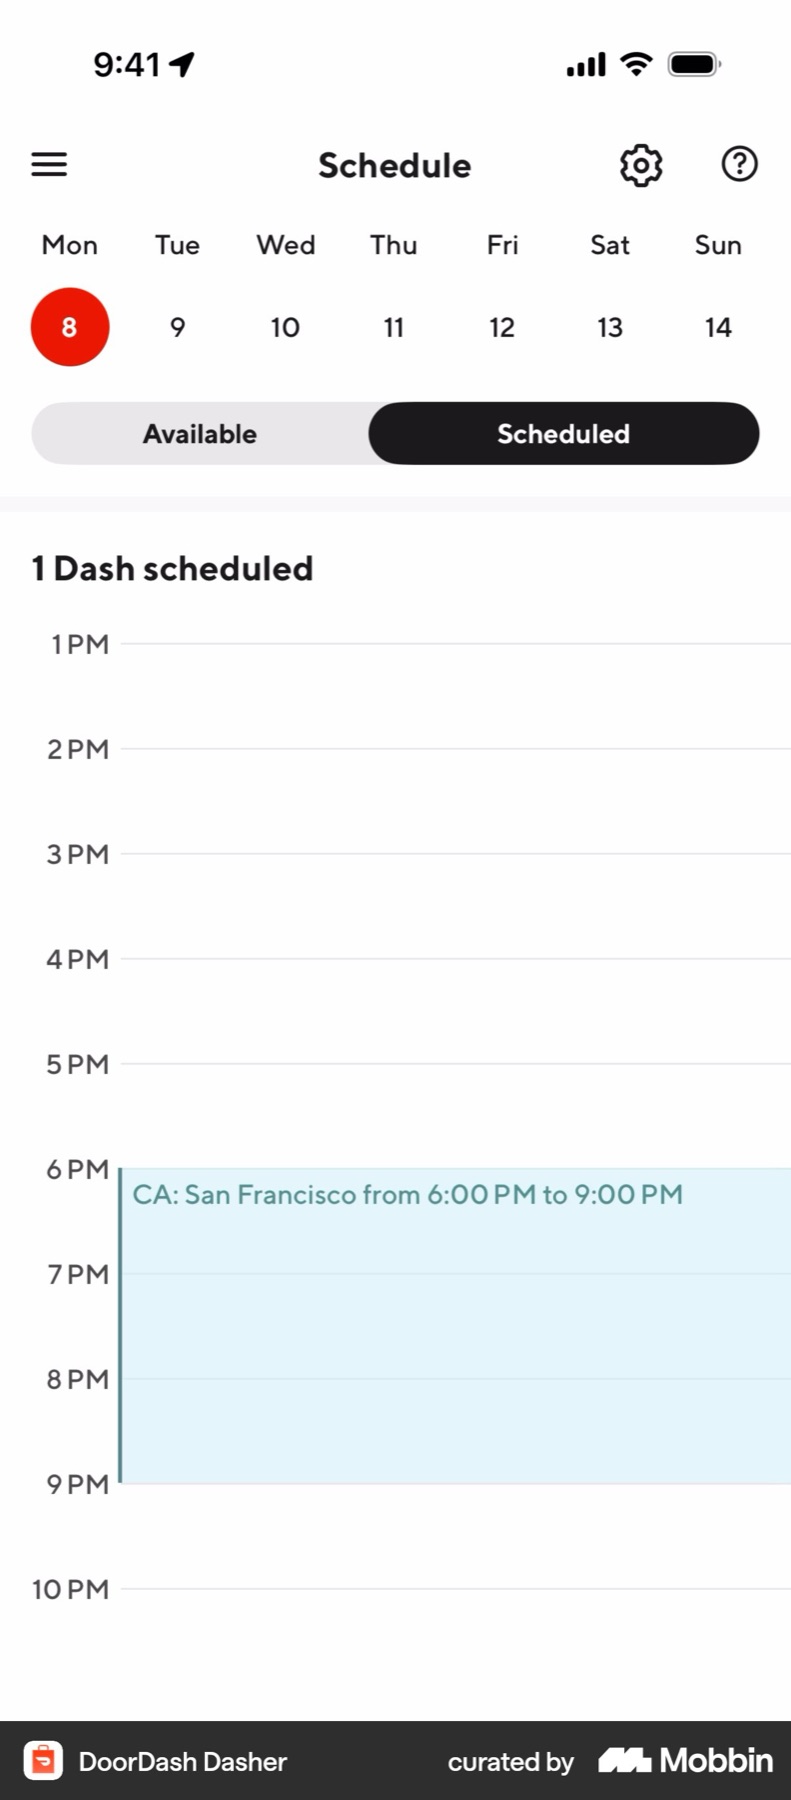 9:41
Schedule
Mon Tue Wed Thu Fri Sat Sun
8 9 10 11 12 13 14
Available Scheduled
1 Dash scheduled
1 PM
2 PM
3 PM
4 PM
5 PM
6 PM
CA: San Francisco from 6:00 PM to 9:00 PM
7 PM
8 PM
9 PM
10 PM
DoorDash Dasher curated by Mobbin